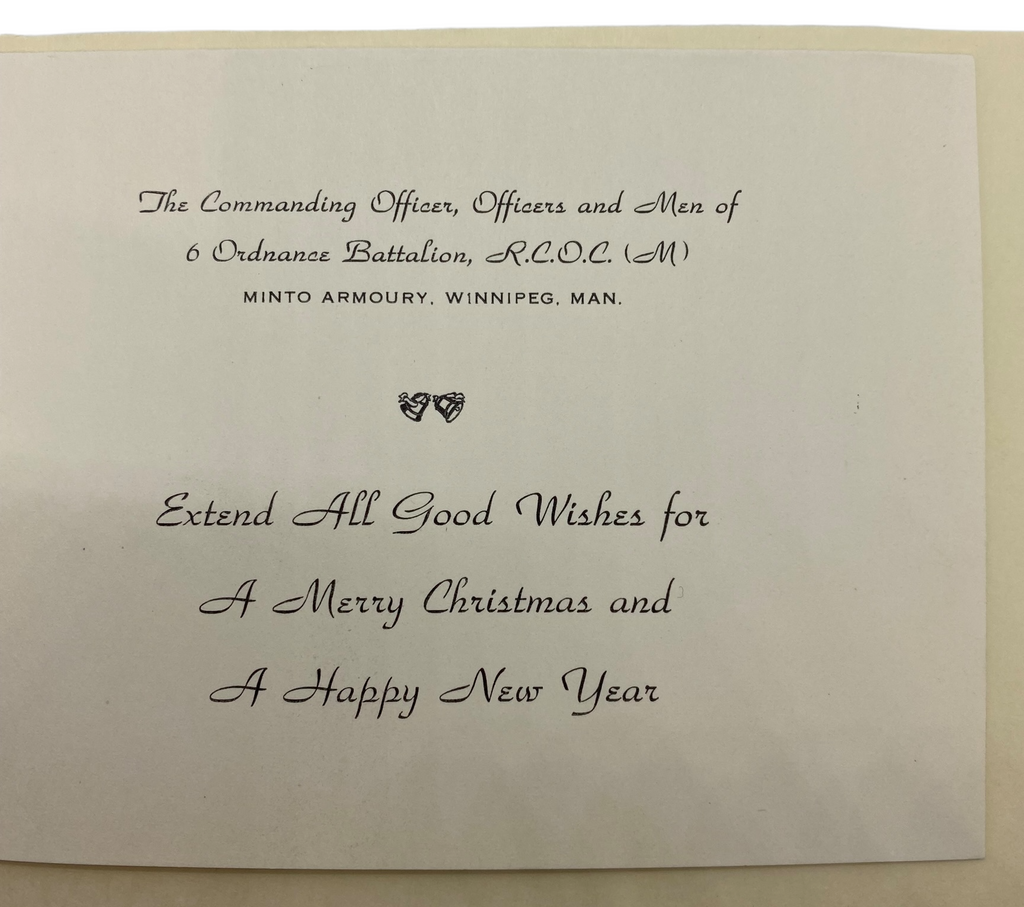 The Commanding Officer, Officers and Men of
6 Ordnance Battalion, R.C.O.C. (M)
MINTO ARMOURY, WINNIPEG, MAN.
Extend All Good Wishes for
A Merry Christmas and
A Happy New Year